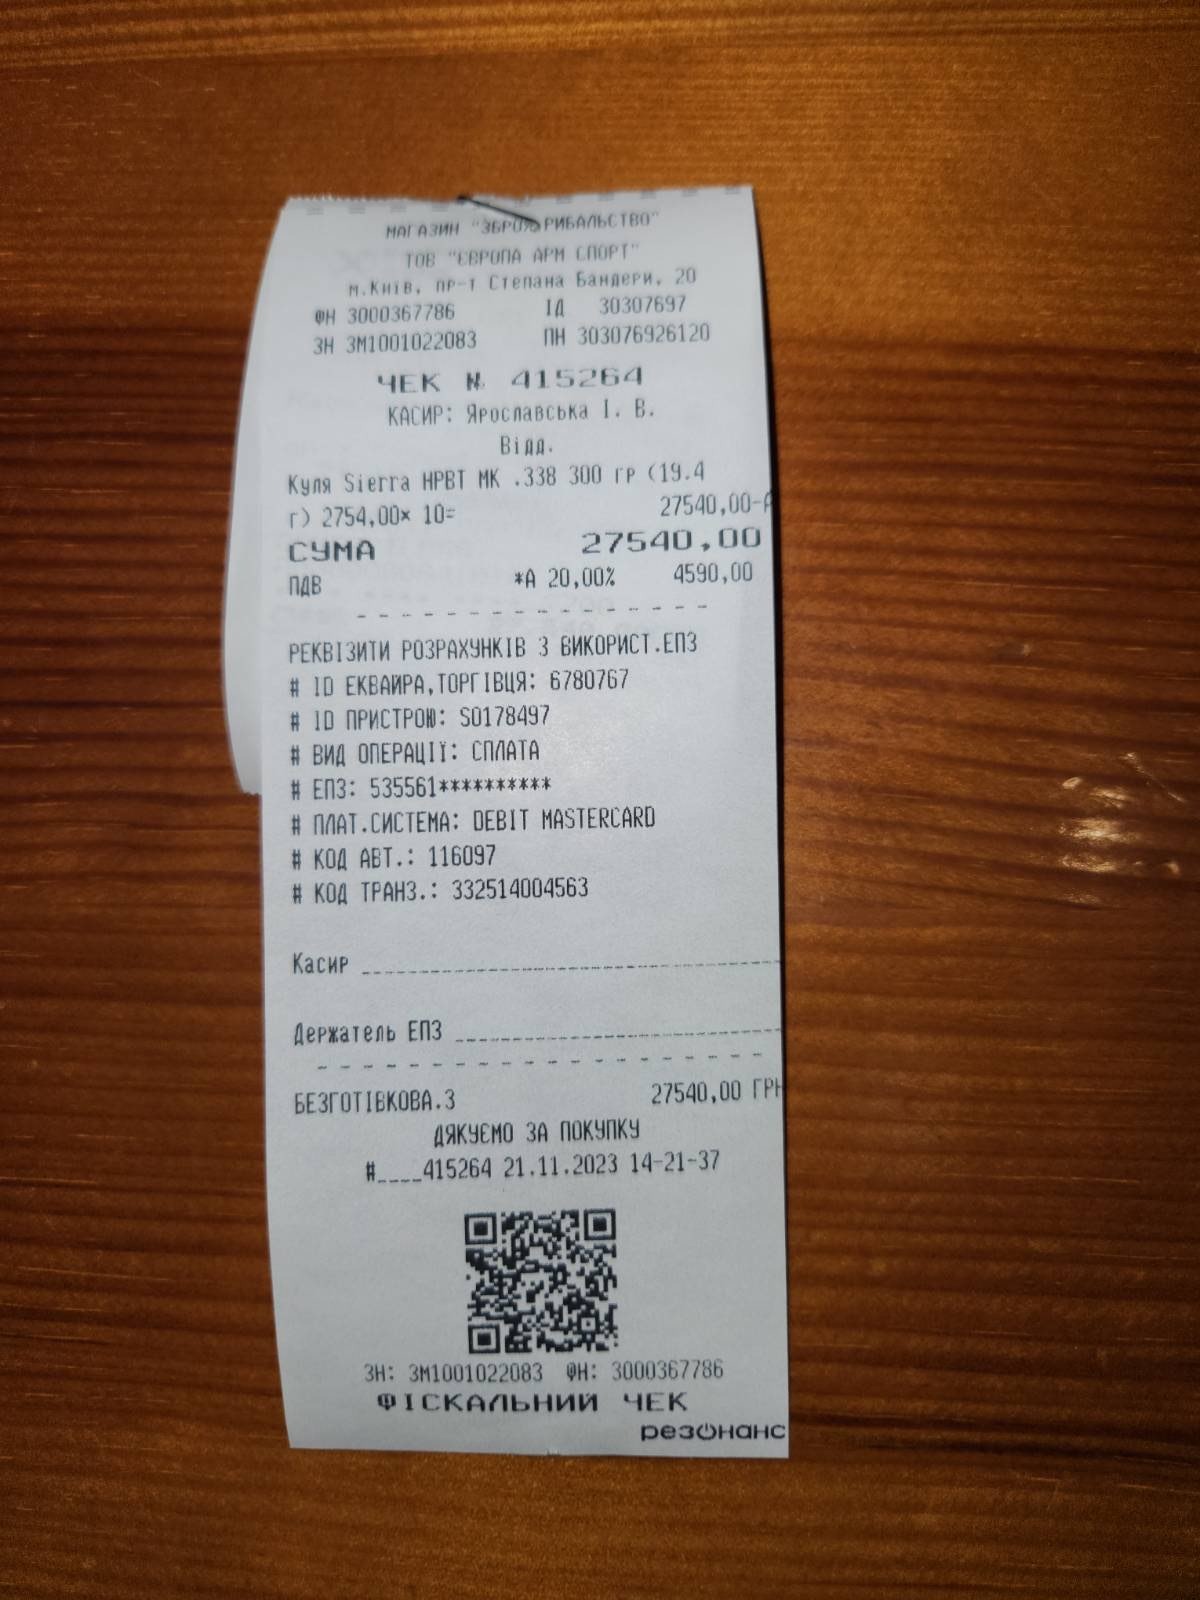 МАГАЗИН "ЗБРОЯ РИБАЛЬСТВО"
ТОВ "ЄВРОПА АРМ СПОРТ"
м.Київ, пр-т Степана Бандери, 20
ФН 3000367786 ІД 30307697
ЗН ЗМ1001022083 ПН 303076926120
ЧЕК № 415264
КАСИР: Ярославська І. В.
Відд.
Куля Sierra HPBT MK .338 300 гр (19.4
г) 2754,00× 10= 27540,00-А
СУМА 27540,00
ПДВ *А 20,00% 4590,00
- - - - - - - - - - - - - - - - - -
РЕКВІЗИТИ РОЗРАХУНКІВ З ВИКОРИСТ.ЕПЗ
# ID ЕКВАЙРА,ТОРГІВЦЯ: 6780767
# ID ПРИСТРОЮ: S0178497
# ВИД ОПЕРАЦІЇ: СПЛАТА
# ЕПЗ: 535561**********
# ПЛАТ.СИСТЕМА: DEBIT MASTERCARD
# КОД АВТ.: 116097
# КОД ТРАНЗ.: 332514004563
Касир
Держатель ЕПЗ
- - - - - - - - - - - - - - - - - -
БЕЗГОТІВКОВА.3 27540,00 ГРН
ДЯКУЄМО ЗА ПОКУПКУ
#____415264 21.11.2023 14-21-37
ЗН: ЗМ1001022083 ФН: 3000367786
ФІСКАЛЬНИЙ ЧЕК
резонанс